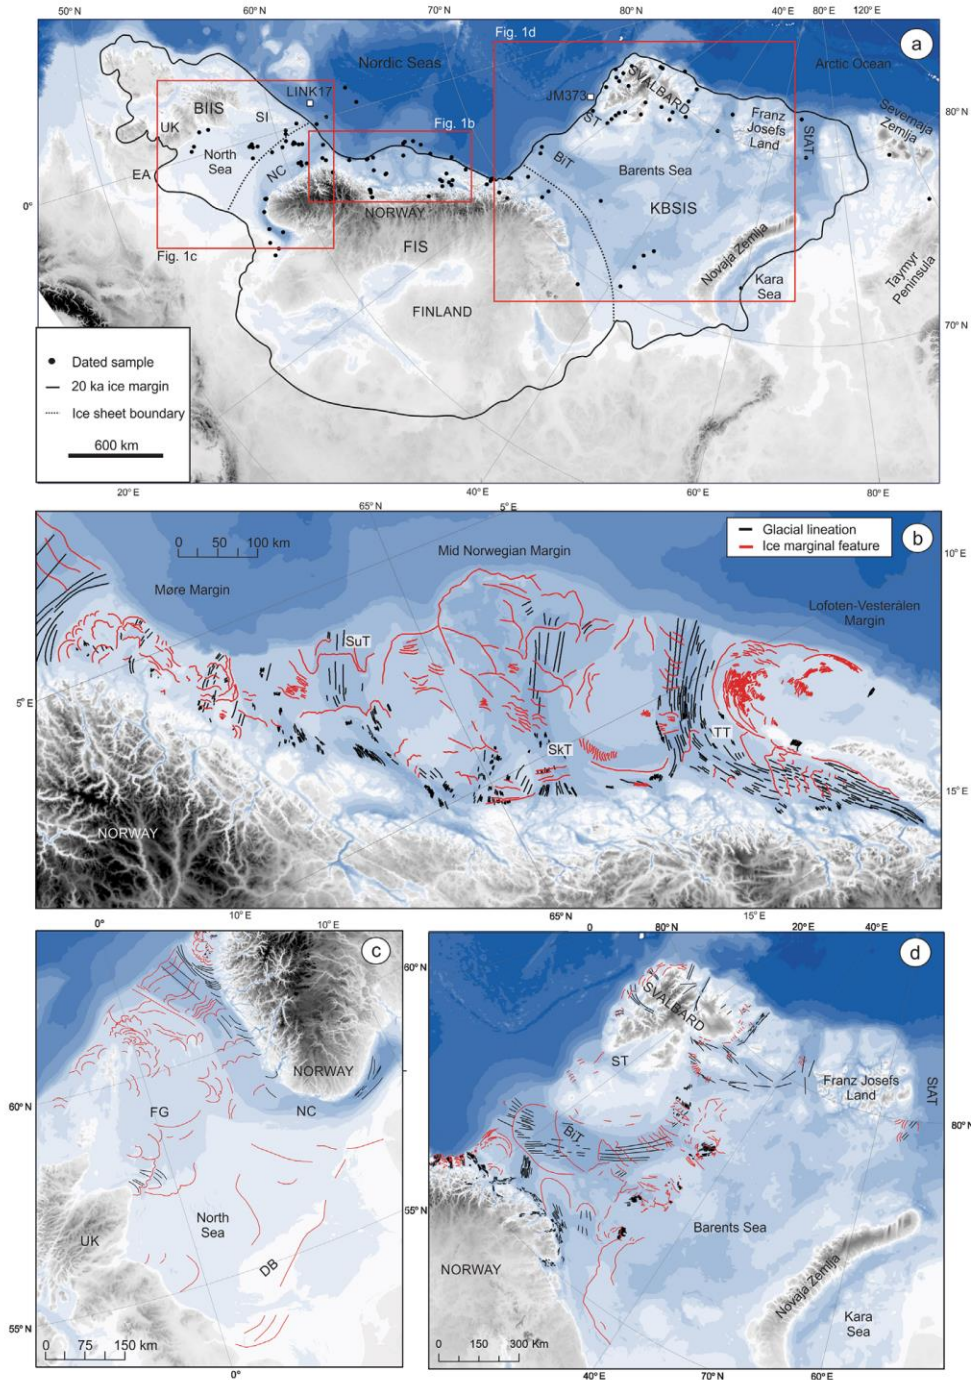 50°N
60°N
70°N
80°N
40°E
80°E
120°E
a
Fig. 1d
Nordic Seas
Arctic Ocean
LINK17
JM373
SVALBARD
BIIS
SI
Fig. 1b
ST
Franz
Josefs
Land
StAT
Severnaja
Zemlja
80°N
UK
North
Sea
NC
BiT
Barents Sea
EA
0°
NORWAY
KBSIS
Fig. 1c
FIS
Novaja Zemlja
Kara
Sea
Taymyr
Peninsula
FINLAND
70°N
Dated sample
20 ka ice margin
Ice sheet boundary
600 km
20°E
40°E
60°E
80°E
65°N
5°E
Glacial lineation
Ice marginal feature
b
0 50 100 km
Mid Norwegian Margin
10°E
Møre Margin
Lofoten-Vesterålen
Margin
SuT
5°E
TT
SkT
15°E
NORWAY
0°
10°E
10°E
65°N
15°E
0
80°N
20°E
40°E
c
60°N
60°N
d
SVALBARD
NORWAY
ST
Franz Josefs
Land
StAT
FG
NC
60°N
80°N
BiT
55°N
North
Sea
Barents Sea
UK
DB
NORWAY
Novaja Zemlja
Kara
Sea
55°N
0 75 150 km
0 150 300 Km
0°
40°E
70°N
60°E